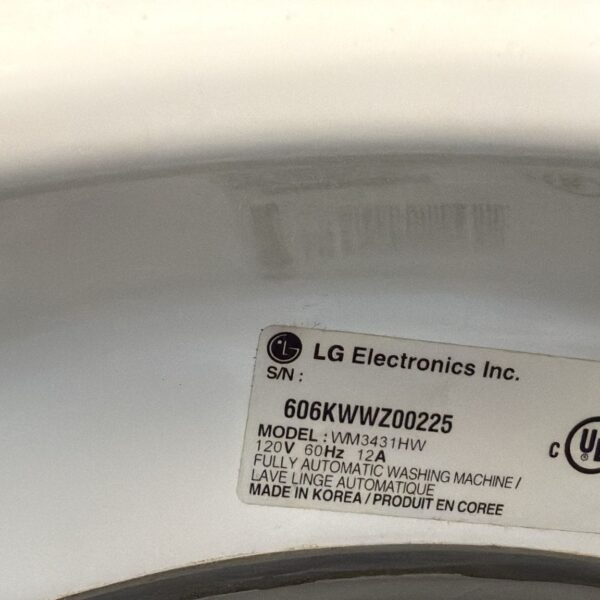 LG Electronics Inc.
S/N :
606KWWZ00225
MODEL : WM3431HW
120V 60Hz 12A
FULLY AUTOMATIC WASHING MACHINE /
LAVE LINGE AUTOMATIQUE
MADE IN KOREA / PRODUIT EN COREE
C